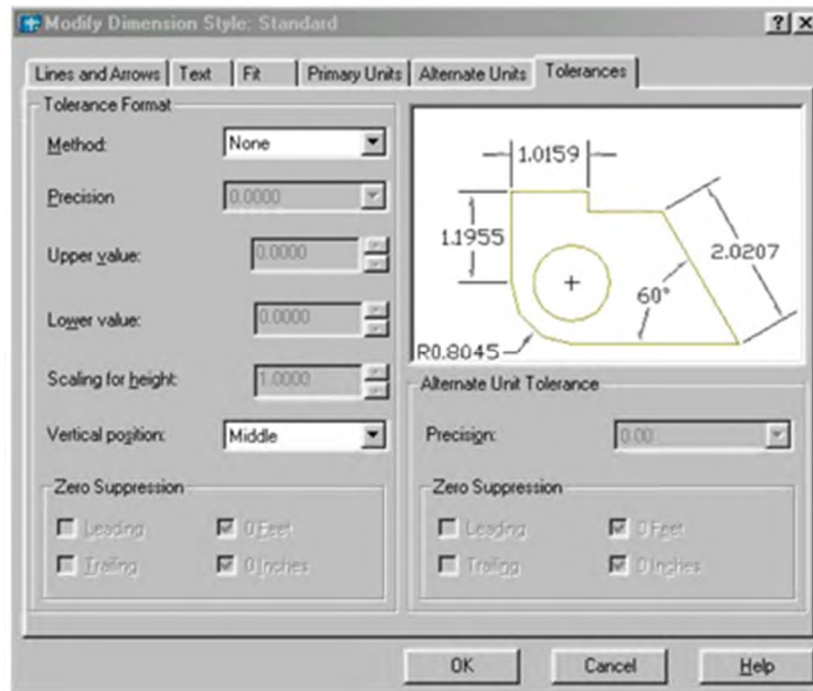 Modify Dimension Style: Standard
Lines and Arrows Text Fit Primary Units Alternate Units Tolerances
Tolerance Format
Method: None
Precision 0.0000
Upper value: 0.0000
Lower value: 0.0000
Scaling for height: 1.0000
Vertical position: Middle
Zero Suppression
Leading 0 Feet
Trailing 0 Inches
1.0159
1.1955
2.0207
60°
R0.8045
Alternate Unit Tolerance
Precision: 0.00
Zero Suppression
Leading 0 Feet
Trailing 0 Inches
OK Cancel Help